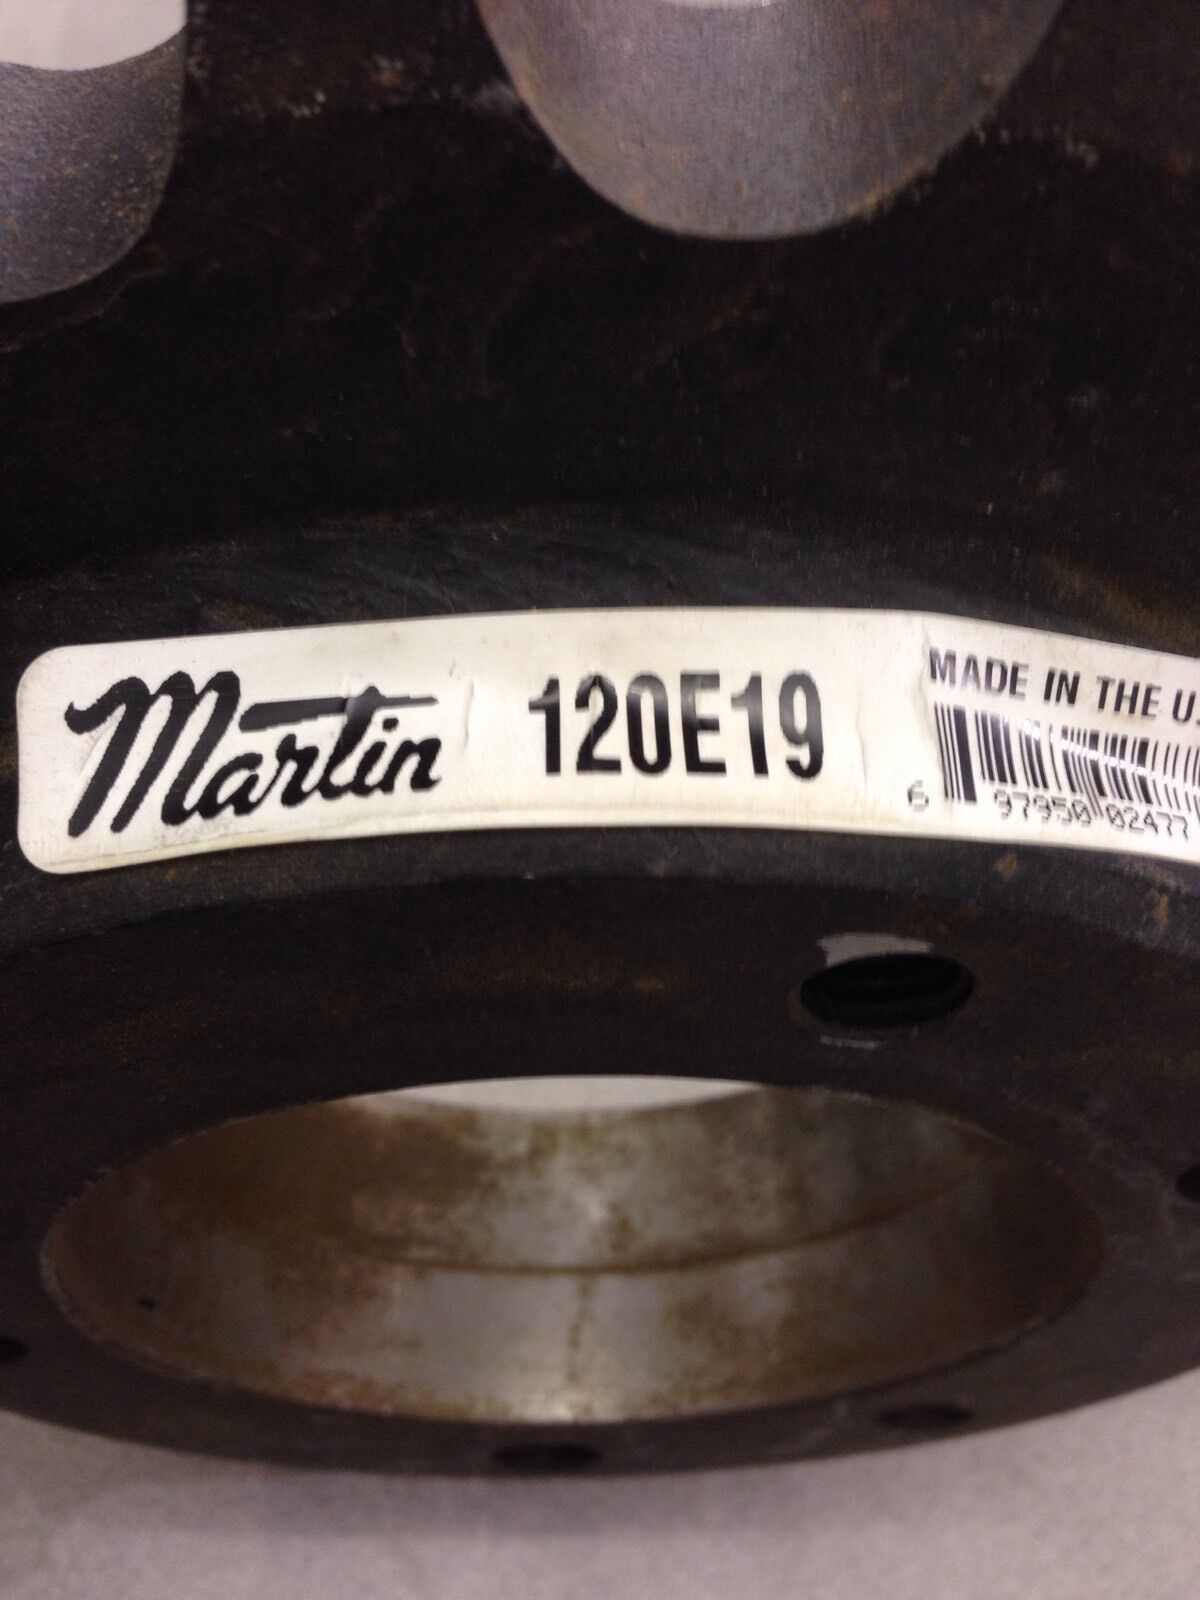 Martin 120E19
MADE IN THE U.S
6 97950 02477